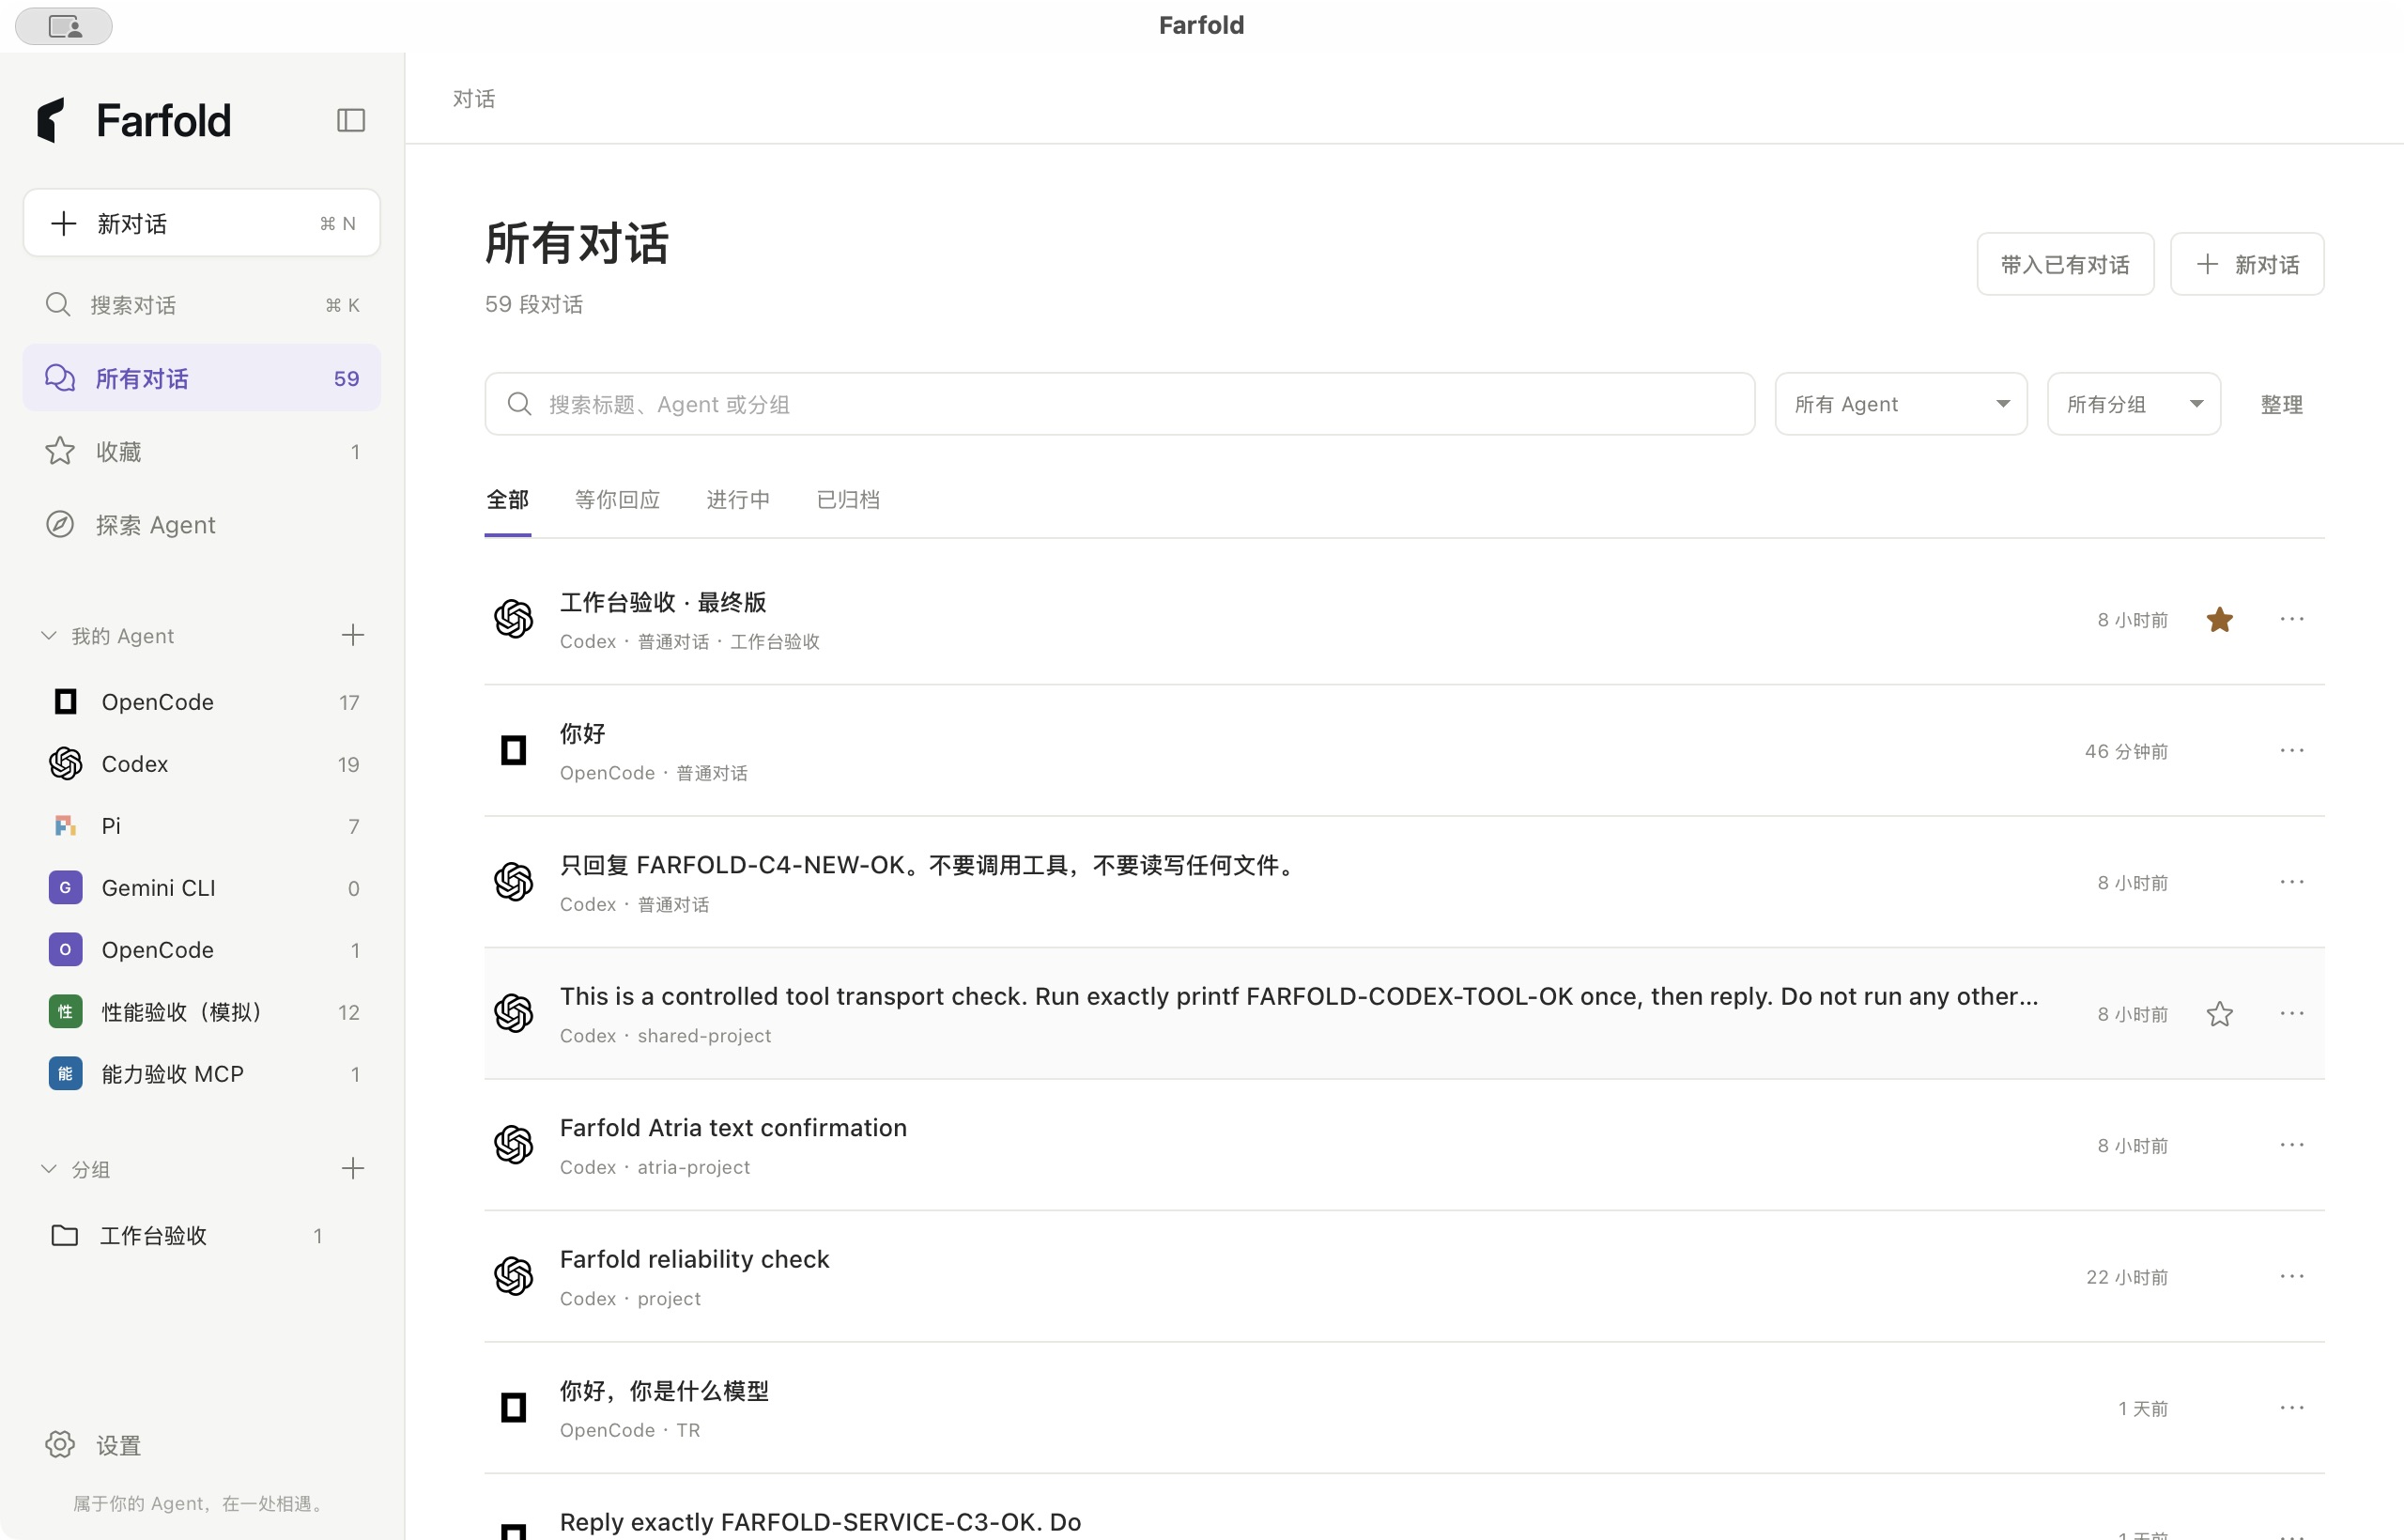 Farfold
Farfold
新对话 ⌘ N
搜索对话 ⌘ K
所有对话 59
收藏 1
探索 Agent
我的 Agent
OpenCode 17
Codex 19
Pi 7
G Gemini CLI 0
O OpenCode 1
性 性能验收（模拟） 12
能 能力验收 MCP 1
分组
工作台验收 1
设置
属于你的 Agent，在一处相遇。
对话
所有对话
59 段对话
带入已有对话
新对话
搜索标题、Agent 或分组
所有 Agent
所有分组
整理
全部 等你回应 进行中 已归档
工作台验收 · 最终版
Codex · 普通对话 · 工作台验收
8 小时前
你好
OpenCode · 普通对话
46 分钟前
只回复 FARFOLD-C4-NEW-OK。不要调用工具，不要读写任何文件。
Codex · 普通对话
8 小时前
This is a controlled tool transport check. Run exactly printf FARFOLD-CODEX-TOOL-OK once, then reply. Do not run any other...
Codex · shared-project
8 小时前
Farfold Atria text confirmation
Codex · atria-project
8 小时前
Farfold reliability check
Codex · project
22 小时前
你好，你是什么模型
OpenCode · TR
1 天前
Reply exactly FARFOLD-SERVICE-C3-OK. Do
1 天前